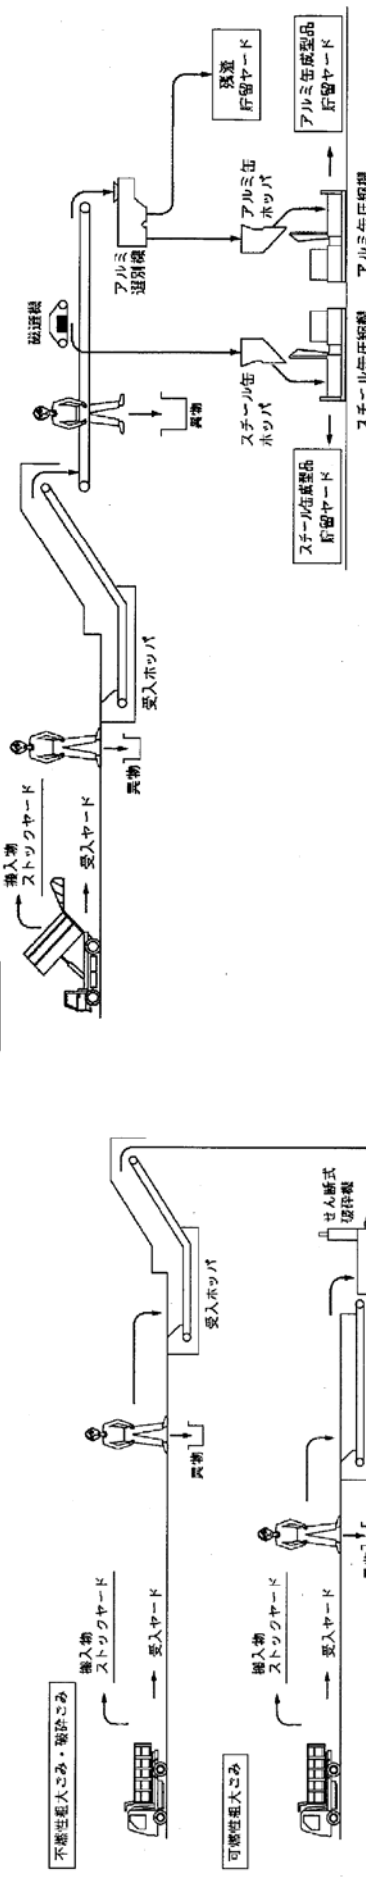 搬入物
ストックヤード
受入ヤード
異物
受入ホッパ
磁選機
異物
アルミ
選別機
残渣
貯留ヤード
スチール缶
ホッパ
アルミ缶
ホッパ
スチール缶成型品
貯留ヤード
アルミ缶成型品
貯留ヤード
スチール缶圧縮機
アルミ缶圧縮機
不燃性粗大ごみ・破砕ごみ
搬入物
ストックヤード
受入ヤード
異物
受入ホッパ
可燃性粗大ごみ
搬入物
ストックヤード
受入ヤード
せん断式
破砕機